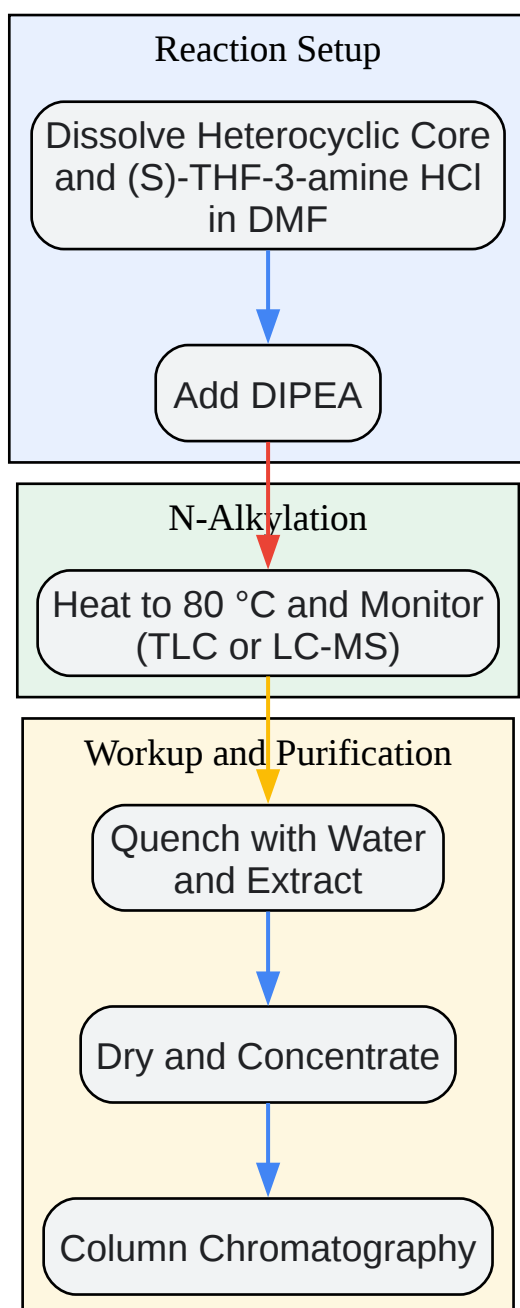 Reaction Setup
Dissolve Heterocyclic Core
and (S)-THF-3-amine HCl
in DMF
Add DIPEA
N-Alkylation
Heat to 80 °C and Monitor
(TLC or LC-MS)
Workup and Purification
Quench with Water
and Extract
Dry and Concentrate
Column Chromatography